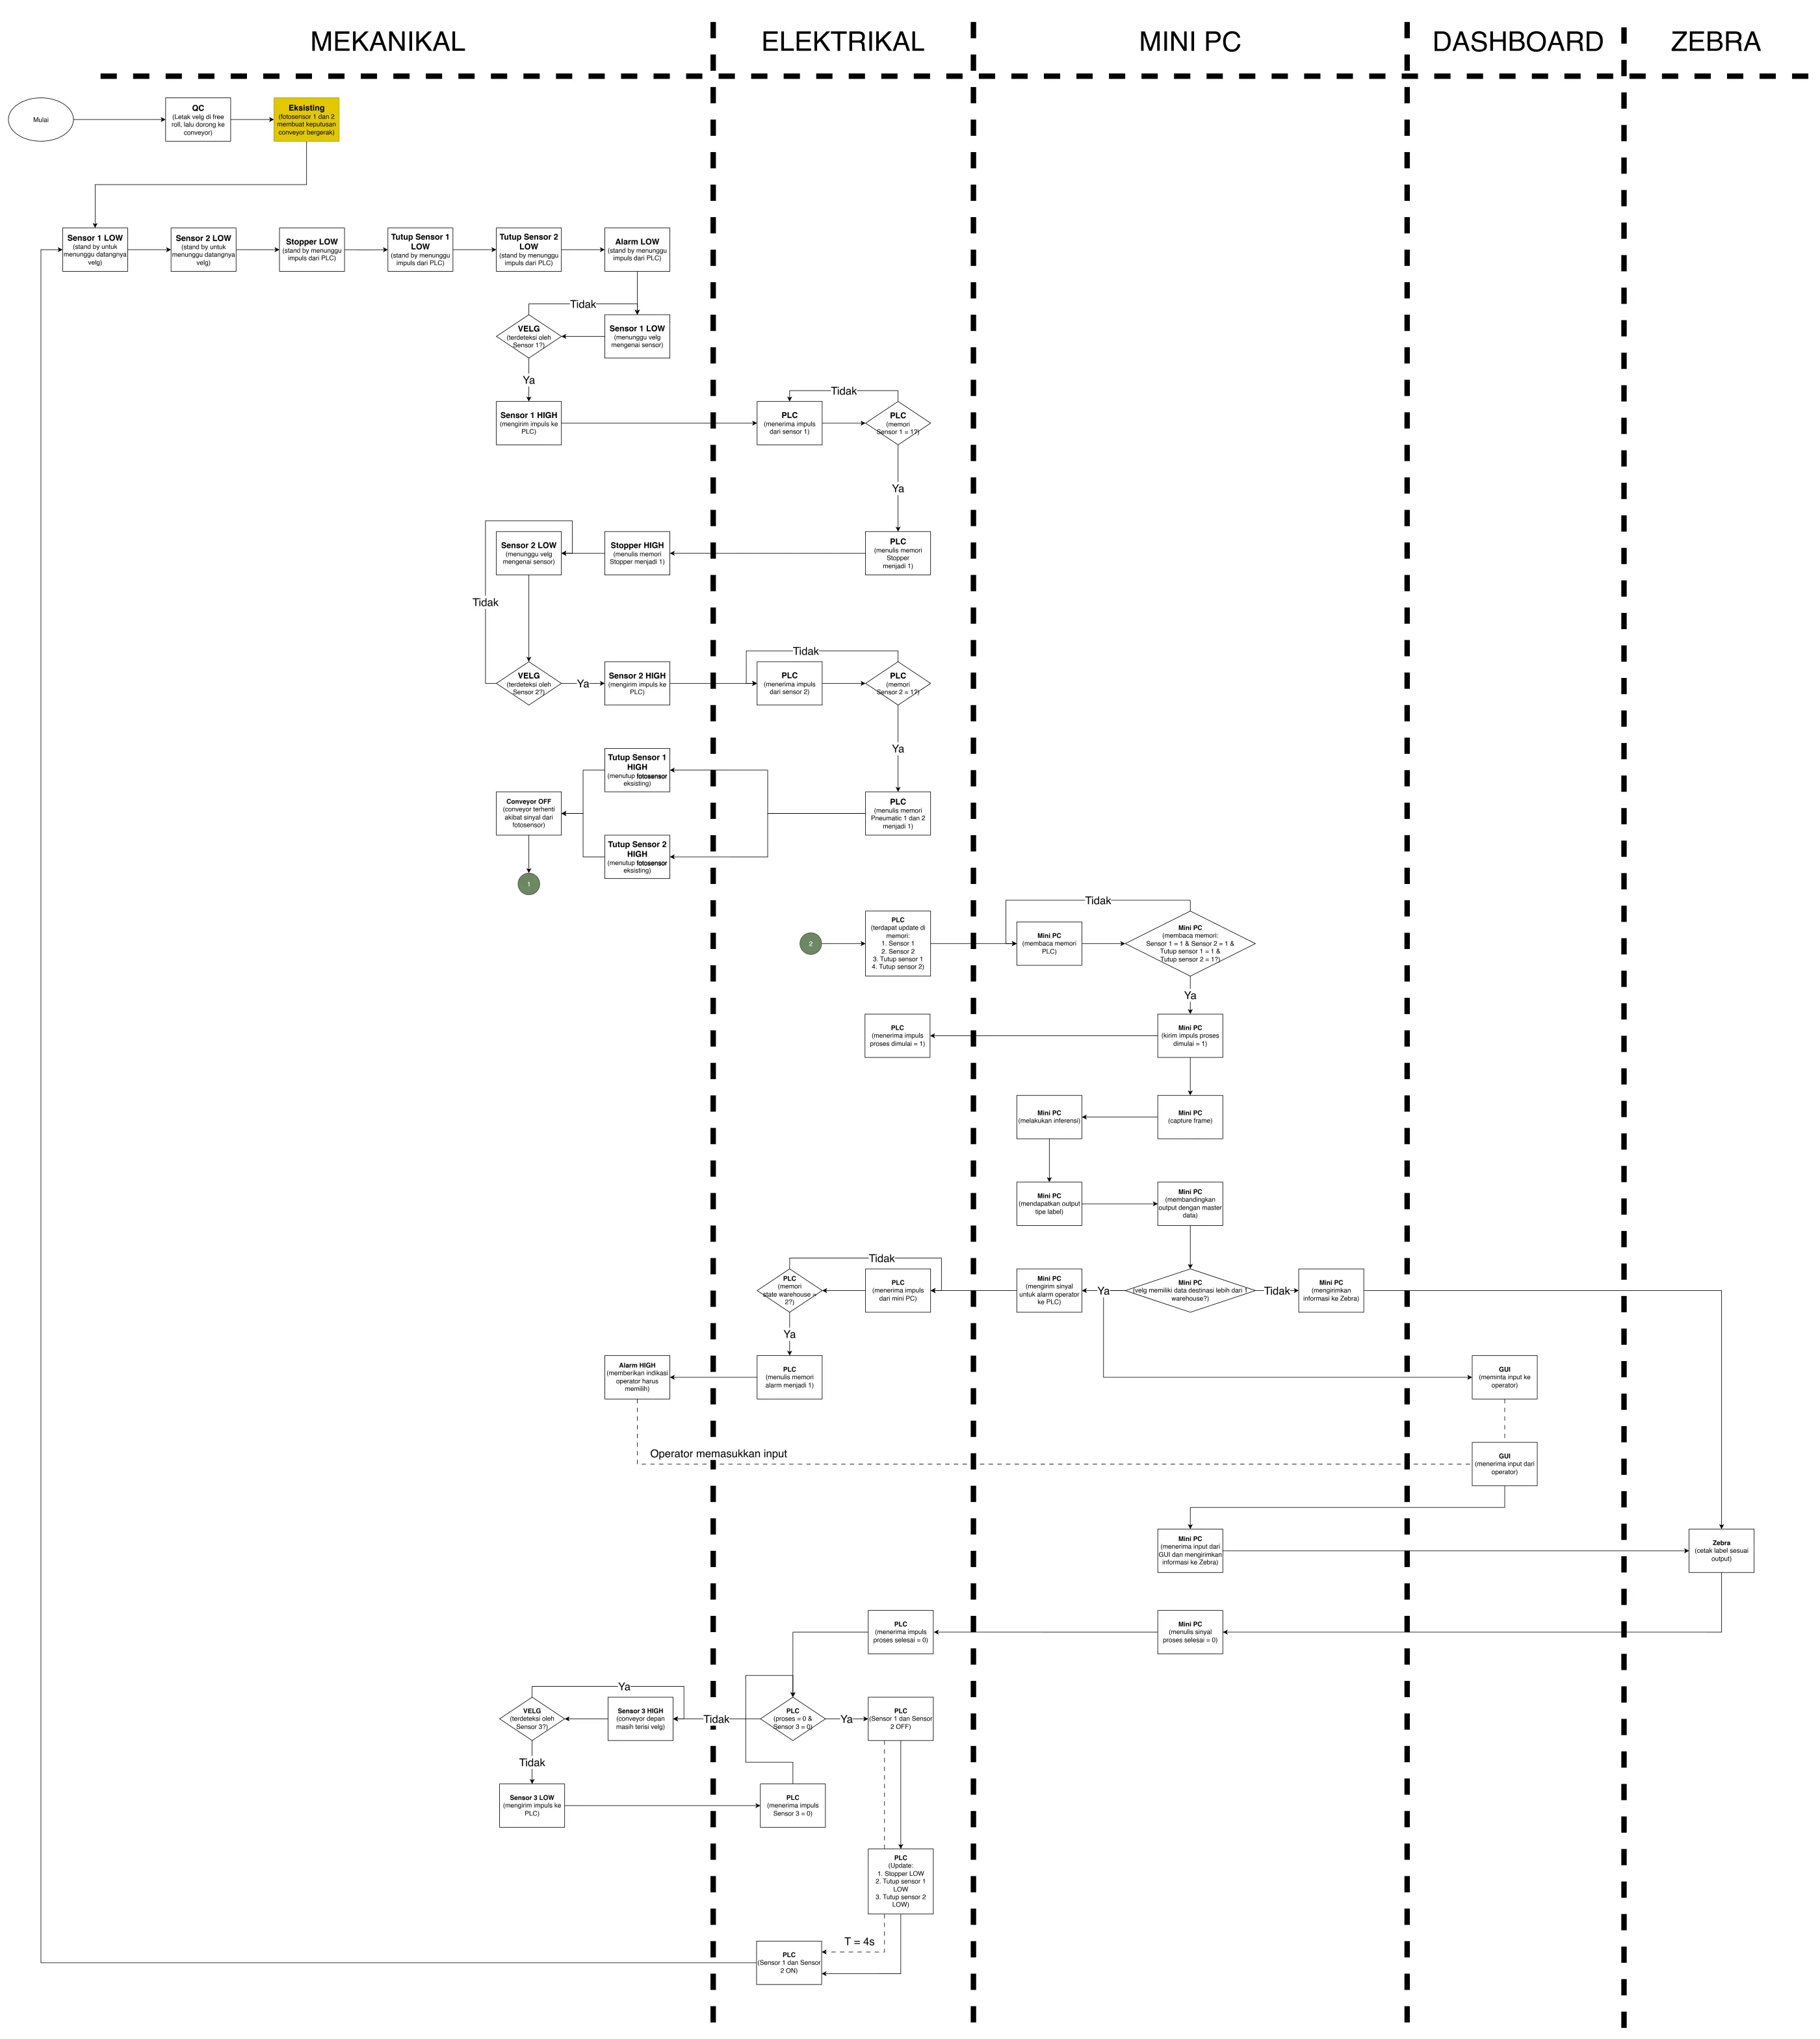 MEKANIKAL
ELEKTRIKAL
MINI PC
DASHBOARD
ZEBRA
Mulai
QC
(Letak velg di free
roll, lalu dorong ke
conveyor)
Eksisting
(fotosensor 1 dan 2
membuat keputusan
conveyor bergerak)
Sensor 1 LOW
(stand by untuk
menunggu datangnya
velg)
Sensor 2 LOW
(stand by untuk
menunggu datangnya
velg)
Stopper LOW
(stand by menunggu
impuls dari PLC)
Tutup Sensor 1
LOW
(stand by menunggu
impuls dari PLC)
Tutup Sensor 2
LOW
(stand by menunggu
impuls dari PLC)
Alarm LOW
(stand by menunggu
impuls dari PLC)
Tidak
VELG
(terdeteksi oleh
Sensor 1?)
Sensor 1 LOW
(menunggu velg
mengenai sensor)
Ya
Sensor 1 HIGH
(mengirim impuls ke
PLC)
Tidak
PLC
(menerima impuls
dari sensor 1)
PLC
(memori
Sensor 1 = 1?)
Ya
Sensor 2 LOW
(menunggu velg
mengenai sensor)
Stopper HIGH
(menulis memori
Stopper menjadi 1)
PLC
(menulis memori
Stopper
menjadi 1)
Tidak
VELG
(terdeteksi oleh
Sensor 2?)
Ya
Sensor 2 HIGH
(mengirim impuls ke
PLC)
Tidak
PLC
(menerima impuls
dari sensor 2)
PLC
(memori
Sensor 2 = 1?)
Ya
Tutup Sensor 1
HIGH
(menutup fotosensor
eksisting)
Conveyor OFF
(conveyor terhenti
akibat sinyal dari
fotosensor)
PLC
(menulis memori
Pneumatic 1 dan 2
menjadi 1)
Tutup Sensor 2
HIGH
(menutup fotosensor
eksisting)
1
2
PLC
(terdapat update di
memori:
1. Sensor 1
2. Sensor 2
3. Tutup sensor 1
4. Tutup sensor 2)
Tidak
Mini PC
(membaca memori
PLC)
Mini PC
(membaca memori:
Sensor 1 = 1 & Sensor 2 = 1 &
Tutup sensor 1 = 1 &
Tutup sensor 2 = 1?)
Ya
PLC
(menerima impuls
proses dimulai = 1)
Mini PC
(kirim impuls proses
dimulai = 1)
Mini PC
(melakukan inferensi)
Mini PC
(capture frame)
Mini PC
(mendapatkan output
tipe label)
Mini PC
(membandingkan
output dengan master
data)
Tidak
PLC
(memori
state warehouse =
2?)
PLC
(menerima impuls
dari mini PC)
Mini PC
(mengirim sinyal
untuk alarm operator
ke PLC)
Ya
Mini PC
(velg memiliki data destinasi lebih dari 1
warehouse?)
Tidak
Mini PC
(mengirimkan
informasi ke Zebra)
Ya
Alarm HIGH
(memberikan indikasi
operator harus
memilih)
PLC
(menulis memori
alarm menjadi 1)
GUI
(meminta input ke
operator)
Operator memasukkan input
GUI
(menerima input dari
operator)
Mini PC
(menerima input dari
GUI dan mengirimkan
informasi ke Zebra)
Zebra
(cetak label sesuai
output)
PLC
(menerima impuls
proses selesai = 0)
Mini PC
(menulis sinyal
proses selesai = 0)
Ya
VELG
(terdeteksi oleh
Sensor 3?)
Sensor 3 HIGH
(conveyor depan
masih terisi velg)
Tidak
PLC
(proses = 0 &
Sensor 3 = 0)
Ya
PLC
(Sensor 1 dan Sensor
2 OFF)
Tidak
Sensor 3 LOW
(mengirim impuls ke
PLC)
PLC
(menerima impuls
Sensor 3 = 0)
PLC
(Update:
1. Stopper LOW
2. Tutup sensor 1
LOW
3. Tutup sensor 2
LOW)
T = 4s
PLC
(Sensor 1 dan Sensor
2 ON)